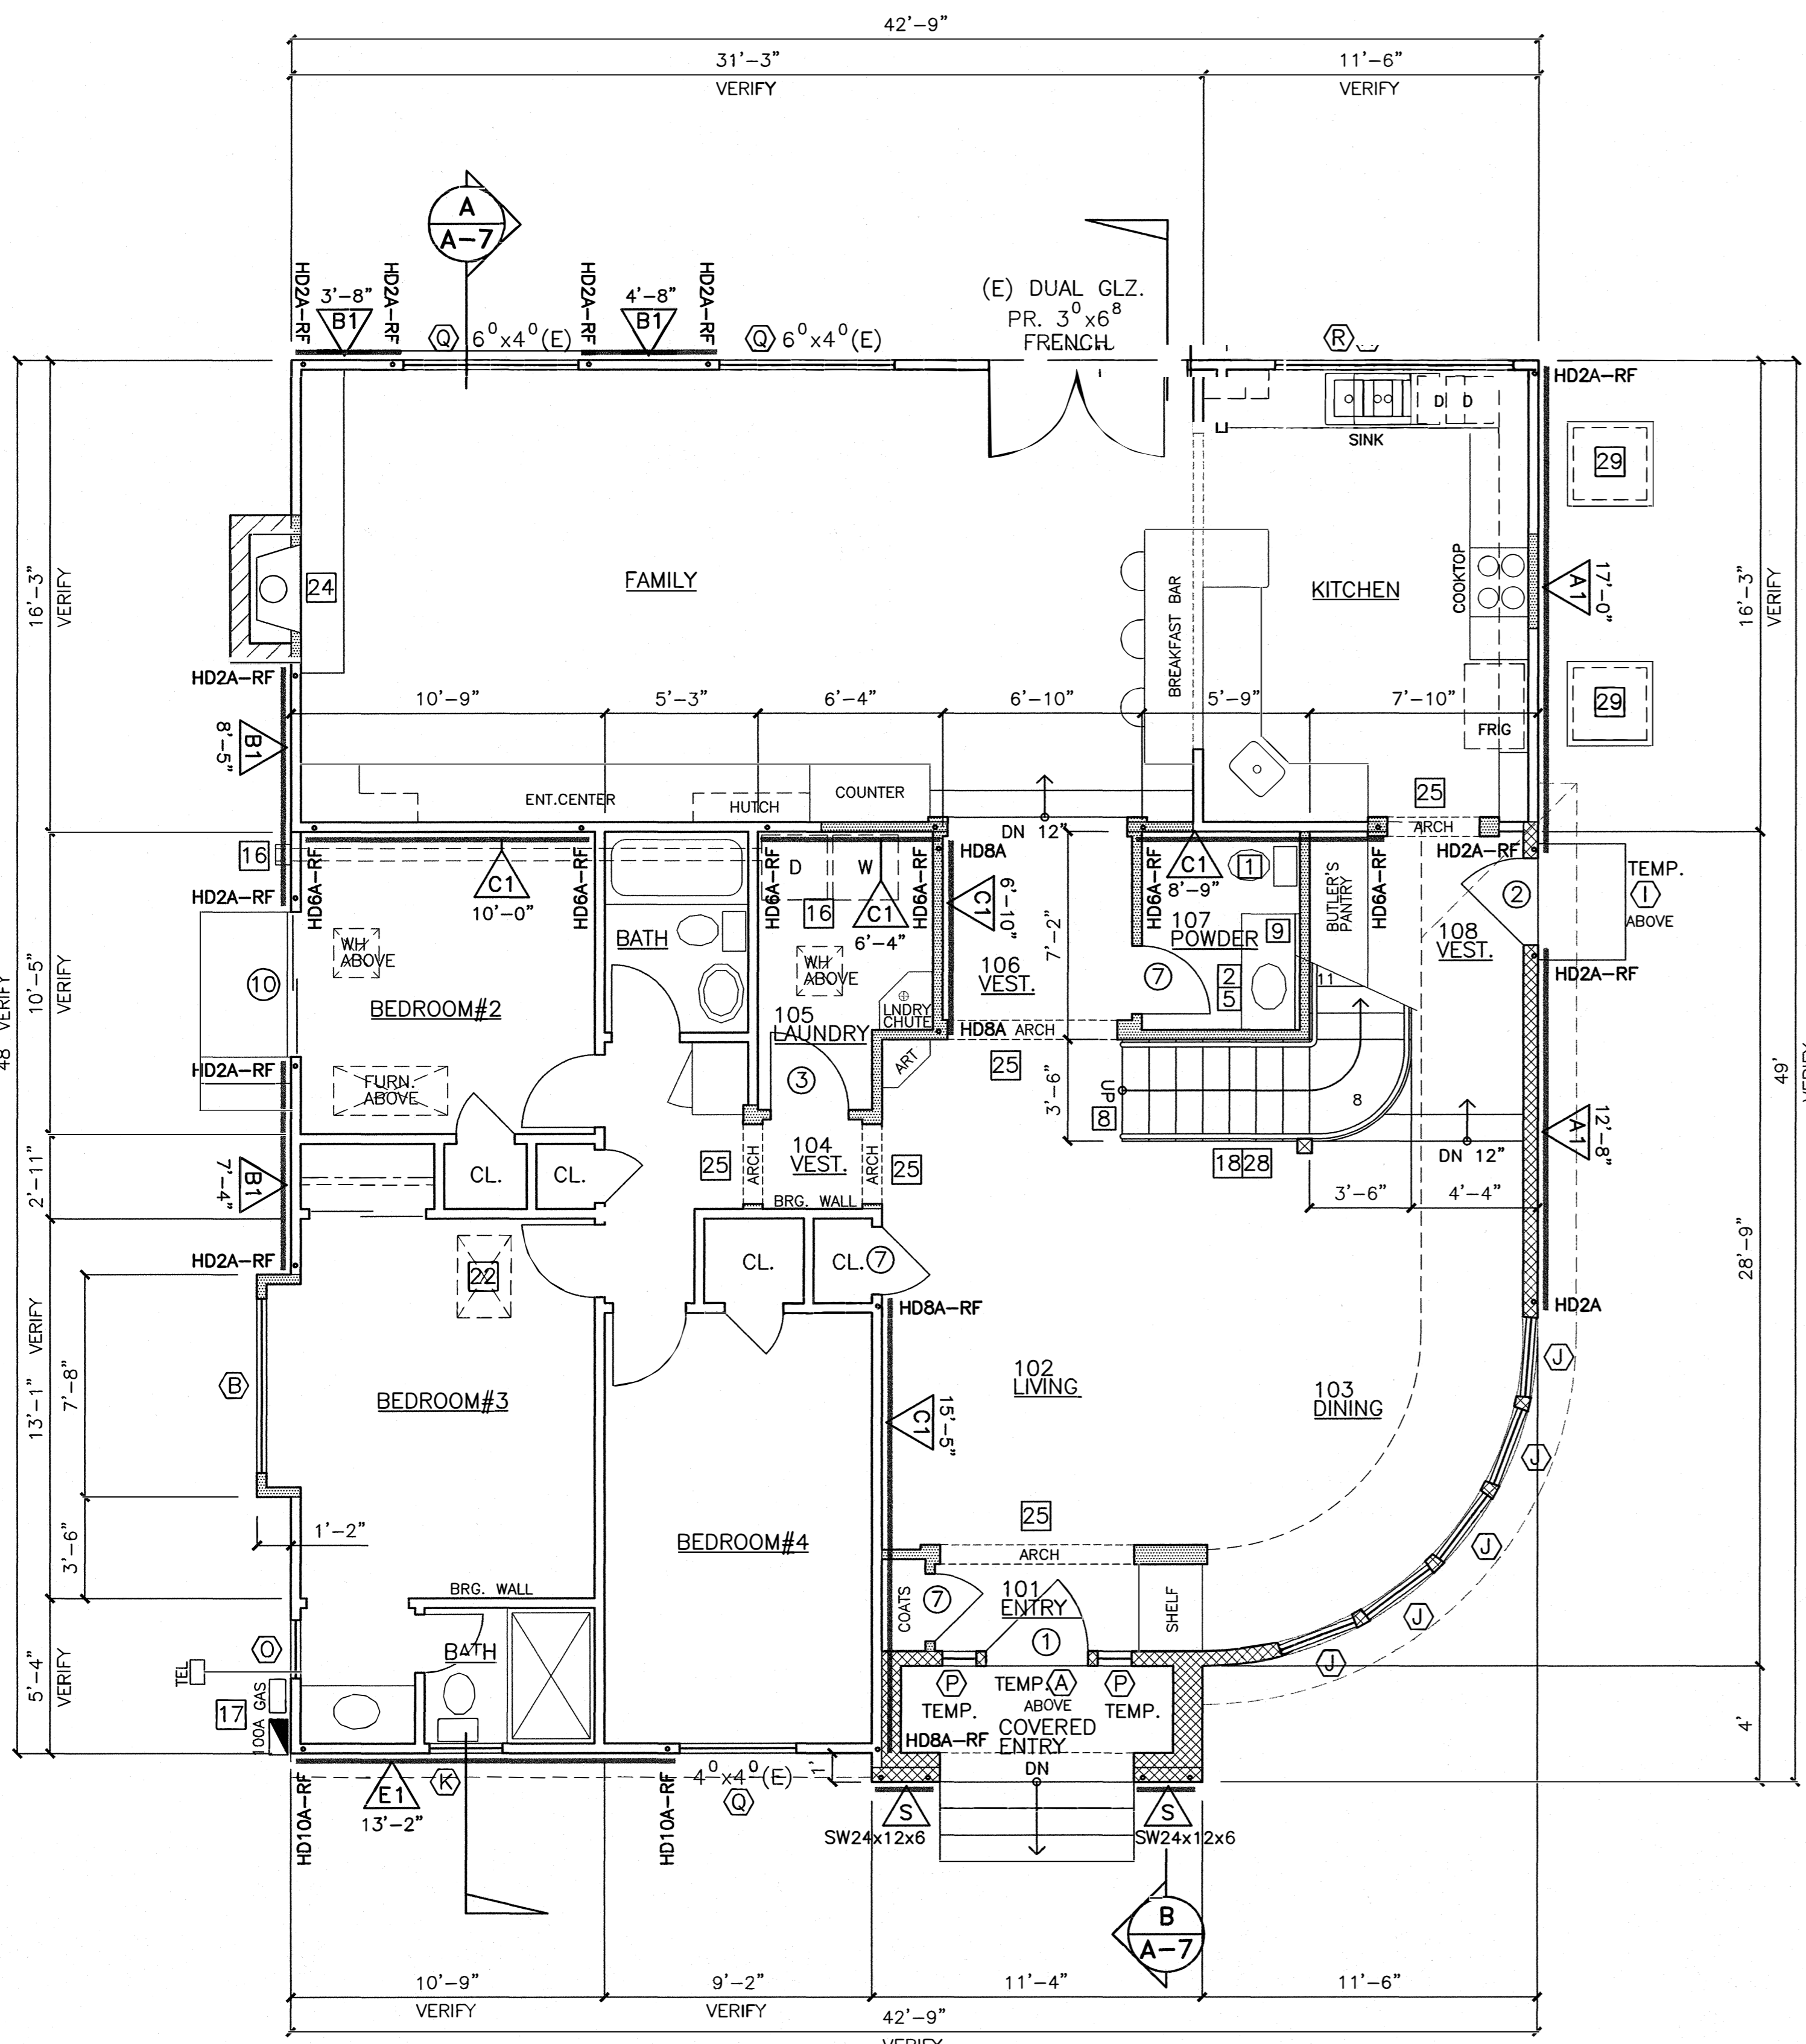 42'-9"
31'-3"
11'-6"
VERIFY
VERIFY
A
A-7
HD2A-RF
3'-8"
B1
HD2A-RF
HD2A-RF
4'-8"
B1
HD2A-RF
Q 6⁰x4⁰(E)
Q 6⁰x4⁰(E)
(E) DUAL GLZ.
PR. 3⁰x6⁸
FRENCH
R
HD2A-RF
D D
SINK
29
16'-3"
VERIFY
24
FAMILY
KITCHEN
COOKTOP
BREAKFAST BAR
A1
17'-0"
16'-3"
VERIFY
HD2A-RF
10'-9"
5'-3"
6'-4"
6'-10"
5'-9"
7'-10"
29
FRIG
B1
8'-5"
ENT.CENTER
HUTCH
COUNTER
25
DN 12"
ARCH
16
HD6A-RF
C1
10'-0"
HD6A-RF
HD6A-RF
D
W
16
C1
6'-4"
HD6A-RF
HD8A
C1
6'-10"
HD6A-RF
C1
8'-9"
1
BUTLER'S
PANTRY
HD6A-RF
HD2A-RF
2
TEMP.
I
ABOVE
HD2A-RF
10'-5"
VERIFY
10
WH
ABOVE
BATH
WH
ABOVE
7'-2"
107
POWDER
9
108
VEST.
106
VEST.
7
2
5
11
HD2A-RF
BEDROOM#2
105
LAUNDRY
LNDRY
CHUTE
HD8A
ARCH
48' VERIFY
HD2A-RF
FURN.
ABOVE
3
ART
25
3'-6"
UP
8
8
49'
VERIFY
A1
12'-8"
2'-11"
B1
7'-4"
CL.
CL.
25
ARCH
104
VEST.
ARCH
25
BRG. WALL
18 28
DN 12"
3'-6"
4'-4"
28'-9"
HD2A-RF
22
CL.
CL.
7
HD8A-RF
HD2A
13'-1" VERIFY
7'-8"
B
BEDROOM#3
102
LIVING
103
DINING
C1
15'-5"
J
J
J
J
J
3'-6"
1'-2"
BEDROOM#4
25
ARCH
BRG. WALL
COATS
7
101
ENTRY
1
SHELF
5'-4"
VERIFY
O
TEL
17
100A GAS
BATH
P
TEMP.
TEMP.
A
ABOVE
P
TEMP.
HD8A-RF
COVERED
ENTRY
4'
HD10A-RF
E1
13'-2"
K
HD10A-RF
4⁰x4⁰(E)
Q
1'
DN
S
SW24x12x6
S
SW24x12x6
B
A-7
10'-9"
9'-2"
11'-4"
11'-6"
VERIFY
VERIFY
42'-9"
VERIFY